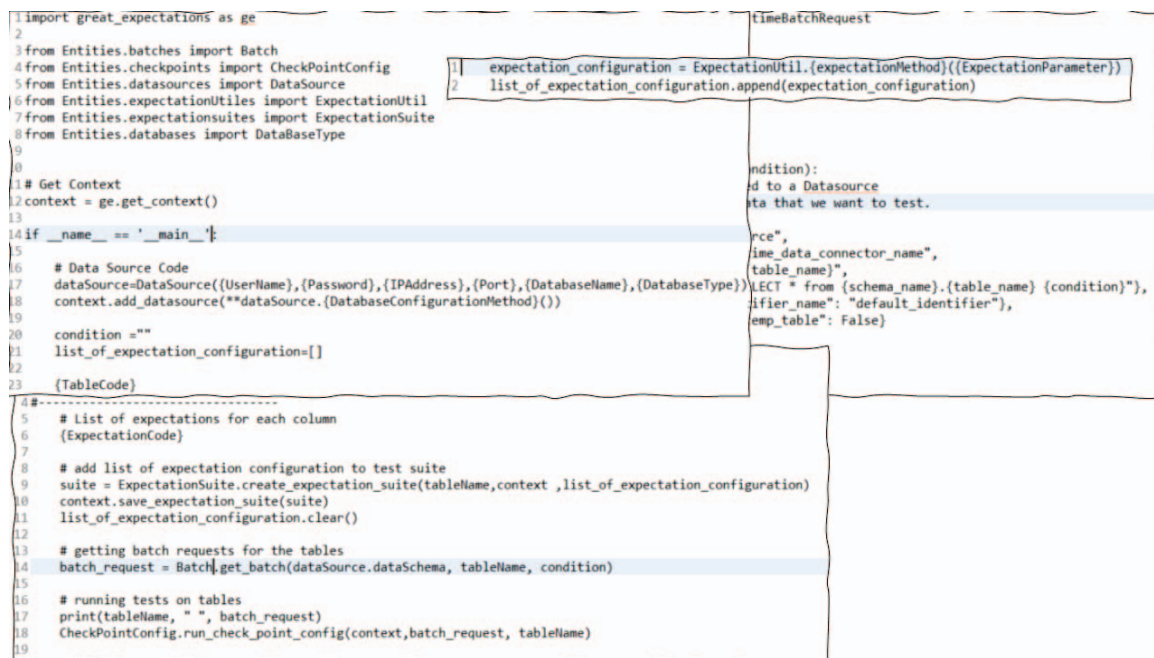 1 import great_expectations as ge
2
3 from Entities.batches import Batch
4 from Entities.checkpoints import CheckPointConfig
5 from Entities.datasources import DataSource
6 from Entities.expectationUtiles import ExpectationUtil
7 from Entities.expectationsuites import ExpectationSuite
8 from Entities.databases import DataBaseType
9
0
11 # Get Context
12 context = ge.get_context()
13
14 if __name__ == '__main__':
15
16 # Data Source Code
17 dataSource=DataSource({UserName},{Password},{IPAddress},{Port},{DatabaseName},{DatabaseType})
18 context.add_datasource(**dataSource.{DatabaseConfigurationMethod}())
19
20 condition =""
21 list_of_expectation_configuration=[]
22
23 {TableCode}
timeBatchRequest
1 expectation_configuration = ExpectationUtil.{expectationMethod}({ExpectationParameter})
2 list_of_expectation_configuration.append(expectation_configuration)
ndition):
d to a Datasource
ta that we want to test.
rce",
ime_data_connector_name",
table_name}",
LECT * from {schema_name}.{table_name} {condition}"},
ifier_name": "default_identifier"},
emp_table": False}
4 #--------------------------------
5 # List of expectations for each column
6 {ExpectationCode}
7
8 # add list of expectation configuration to test suite
9 suite = ExpectationSuite.create_expectation_suite(tableName,context ,list_of_expectation_configuration)
10 context.save_expectation_suite(suite)
11 list_of_expectation_configuration.clear()
12
13 # getting batch requests for the tables
14 batch_request = Batch.get_batch(dataSource.dataSchema, tableName, condition)
15
16 # running tests on tables
17 print(tableName, " ", batch_request)
18 CheckPointConfig.run_check_point_config(context,batch_request, tableName)
19